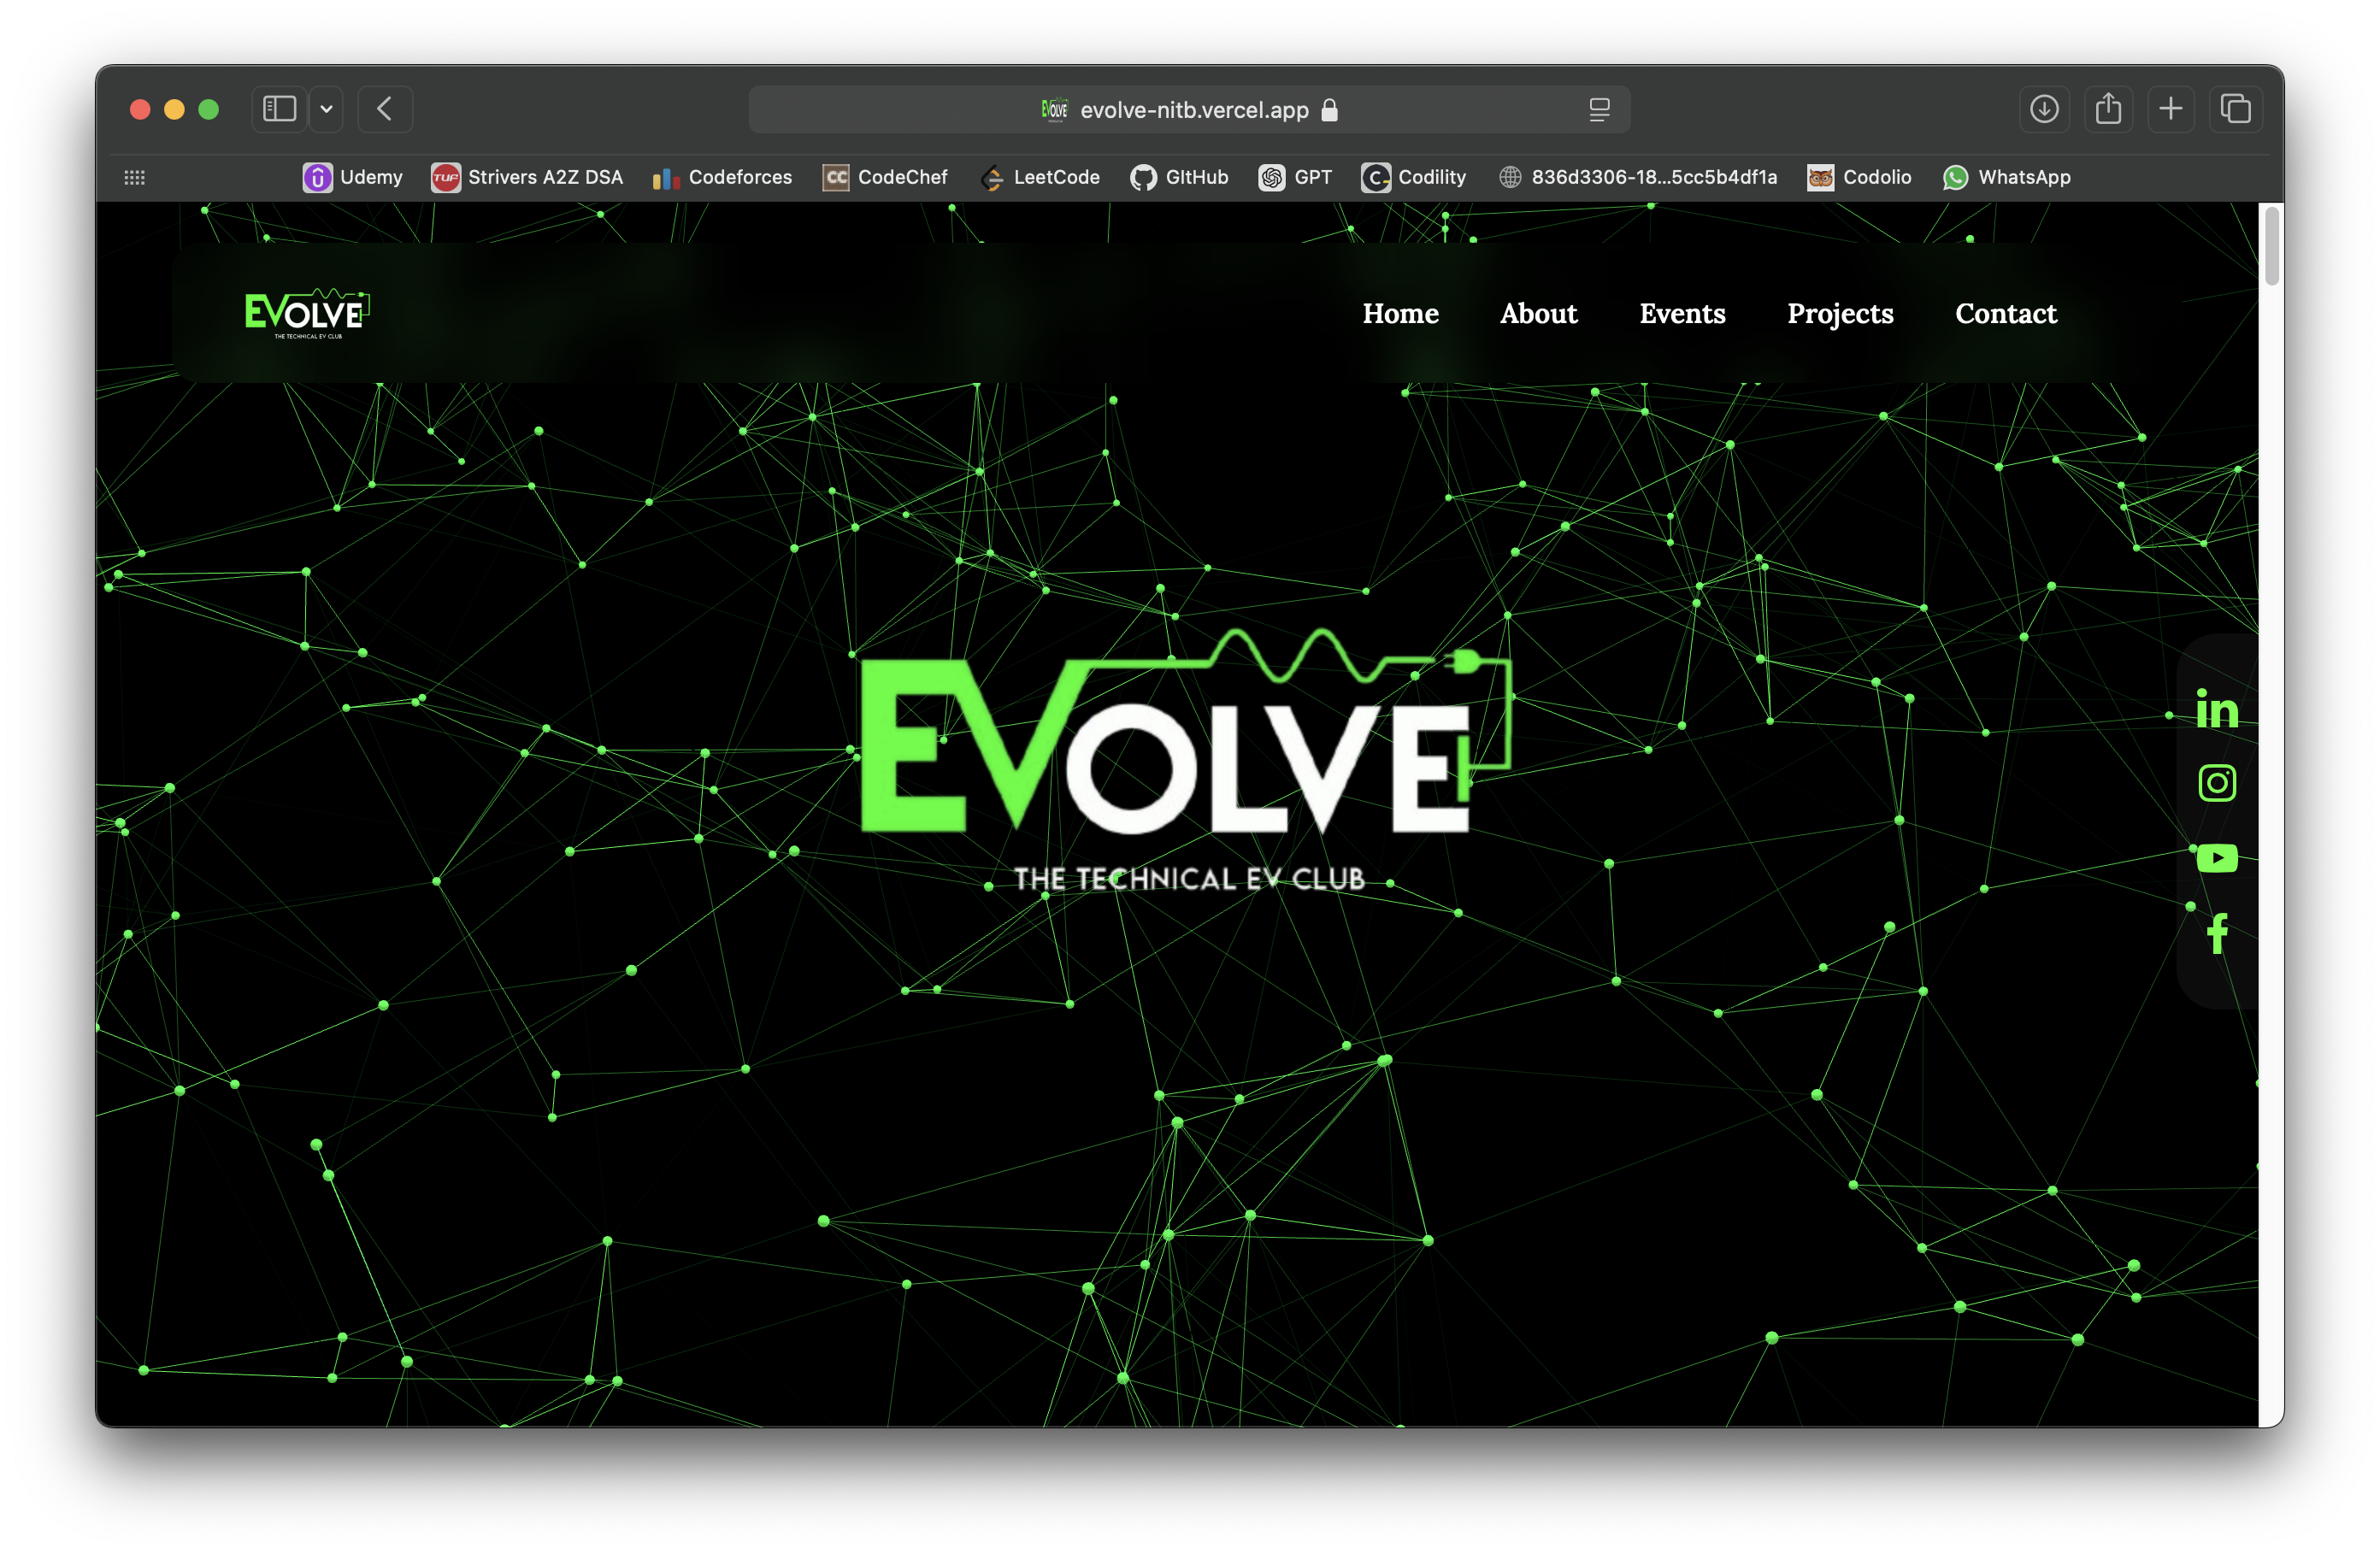 evolve-nitb.vercel.app
Udemy Strivers A2Z DSA Codeforces CodeChef LeetCode GItHub GPT Codility 836d3306-18...5cc5b4df1a Codolio WhatsApp
EVOLVE
THE TECHNICAL EV CLUB
Home About Events Projects Contact
EVOLVE
THE TECHNICAL EV CLUB